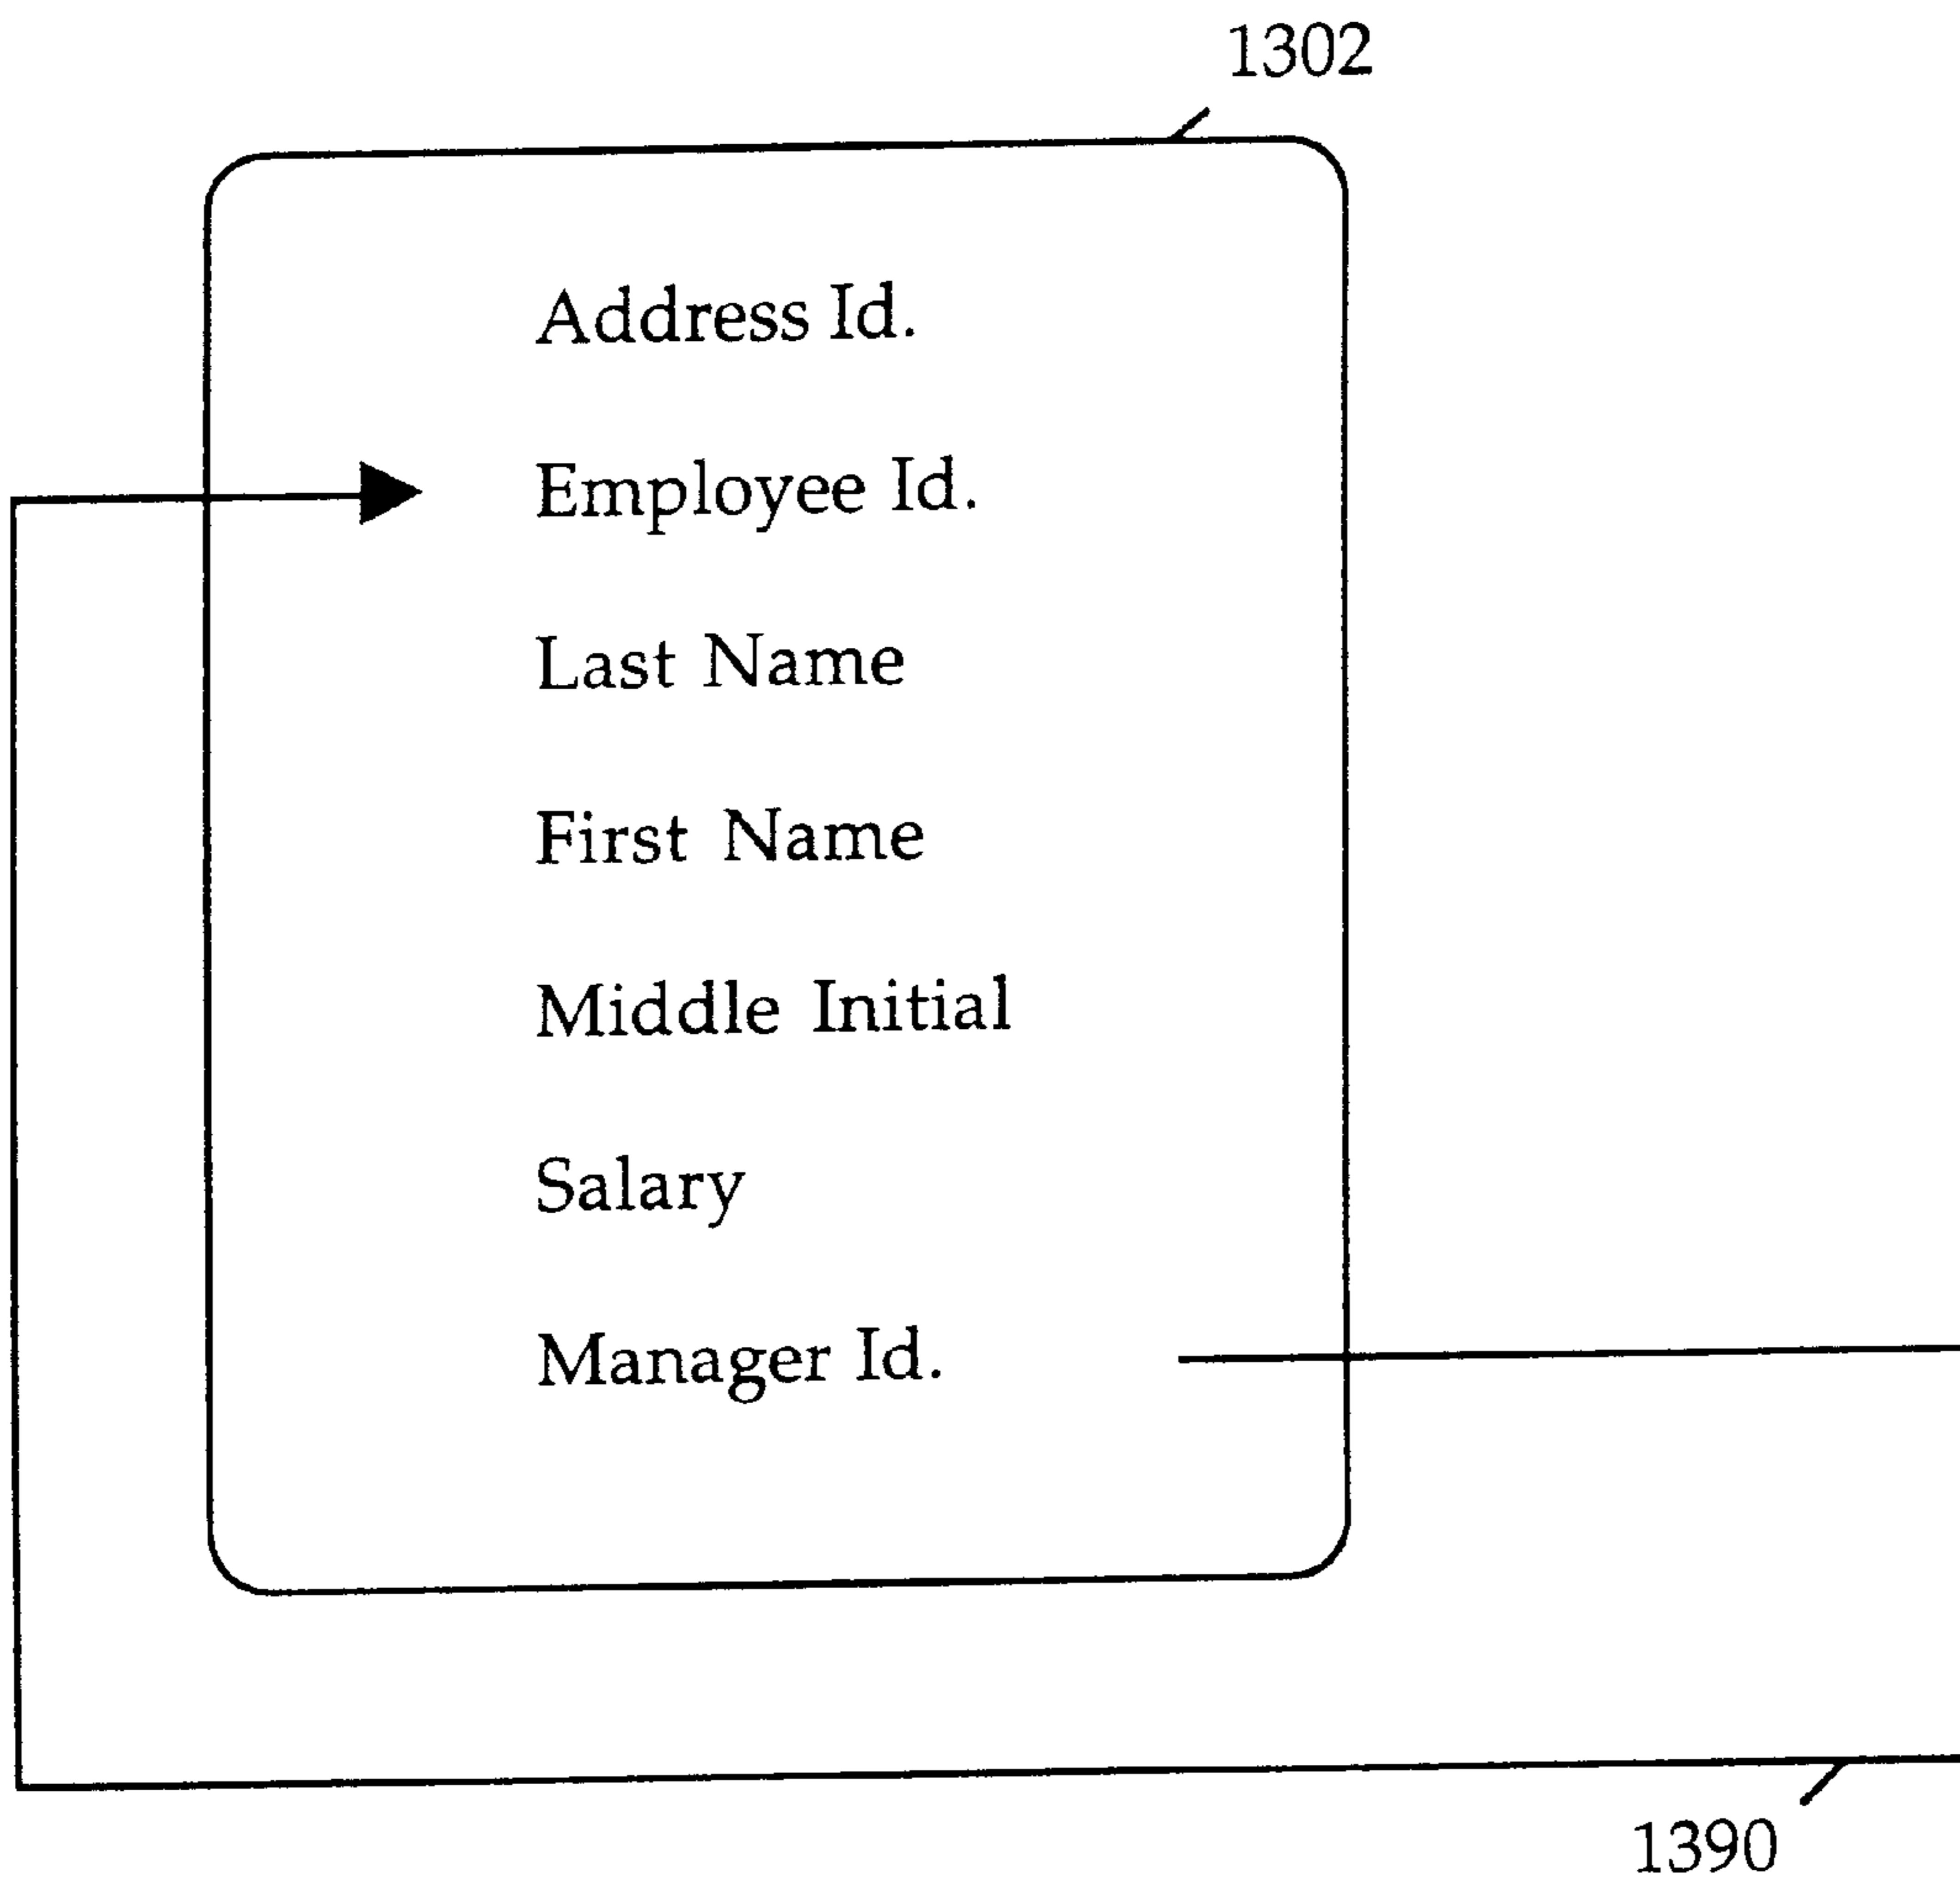 1302
Address Id.
Employee Id.
Last Name
First Name
Middle Initial
Salary
Manager Id.
1390